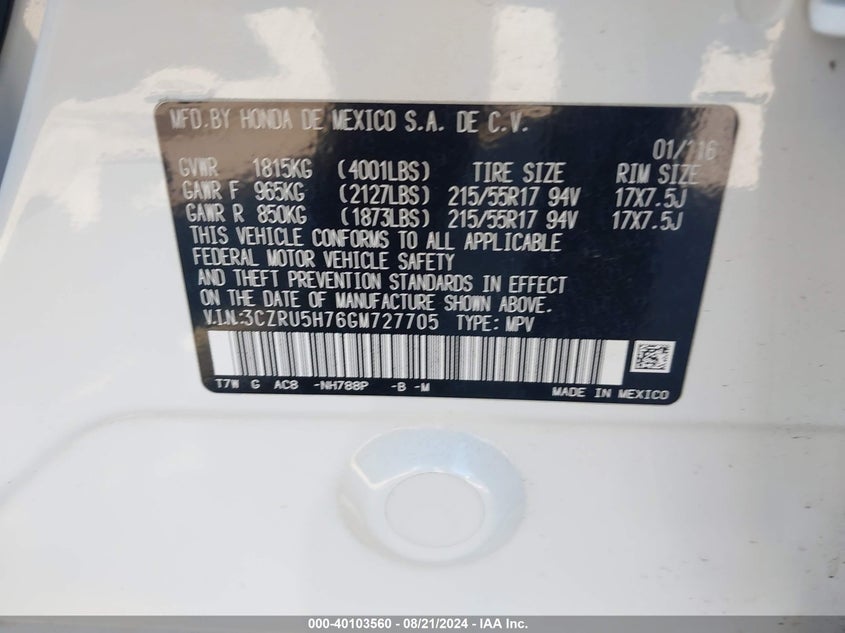 MFD.BY HONDA DE MEXICO S.A. DE C.V.
01/16
GVWR 1815KG (4001LBS) TIRE SIZE RIM SIZE
GAWR F 965KG (2127LBS) 215/55R17 94V 17X7.5J
GAWR R 850KG (1873LBS) 215/55R17 94V 17X7.5J
THIS VEHICLE CONFORMS TO ALL APPLICABLE
FEDERAL MOTOR VEHICLE SAFETY
AND THEFT PREVENTION STANDARDS IN EFFECT
ON THE DATE OF MANUFACTURE SHOWN ABOVE.
V.I.N.:3CZRU5H76GM727705 TYPE: MPV
T7W G AC8 -NH788P -B -M MADE IN MEXICO
000-40103560 - 08/21/2024 - IAA Inc.